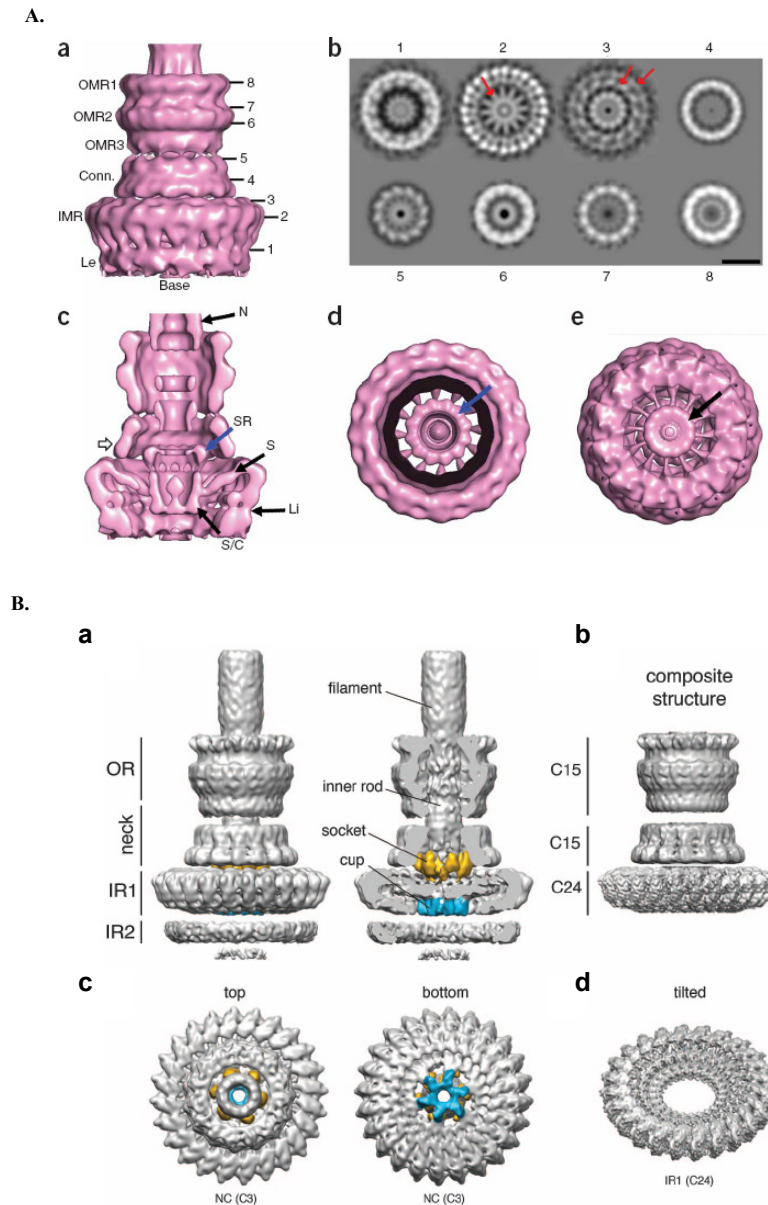 A.
a
OMR1
8
7
OMR2
6
OMR3
5
Conn.
4
3
IMR
2
1
Le
Base
b
1 2 3 4
5 6 7 8
c
N
SR
S
Li
S/C
d
e
B.
a
OR
neck
IR1
IR2
filament
inner rod
socket
cup
b
composite
structure
C15
C15
C24
c
top
bottom
NC (C3)
NC (C3)
d
tilted
IR1 (C24)